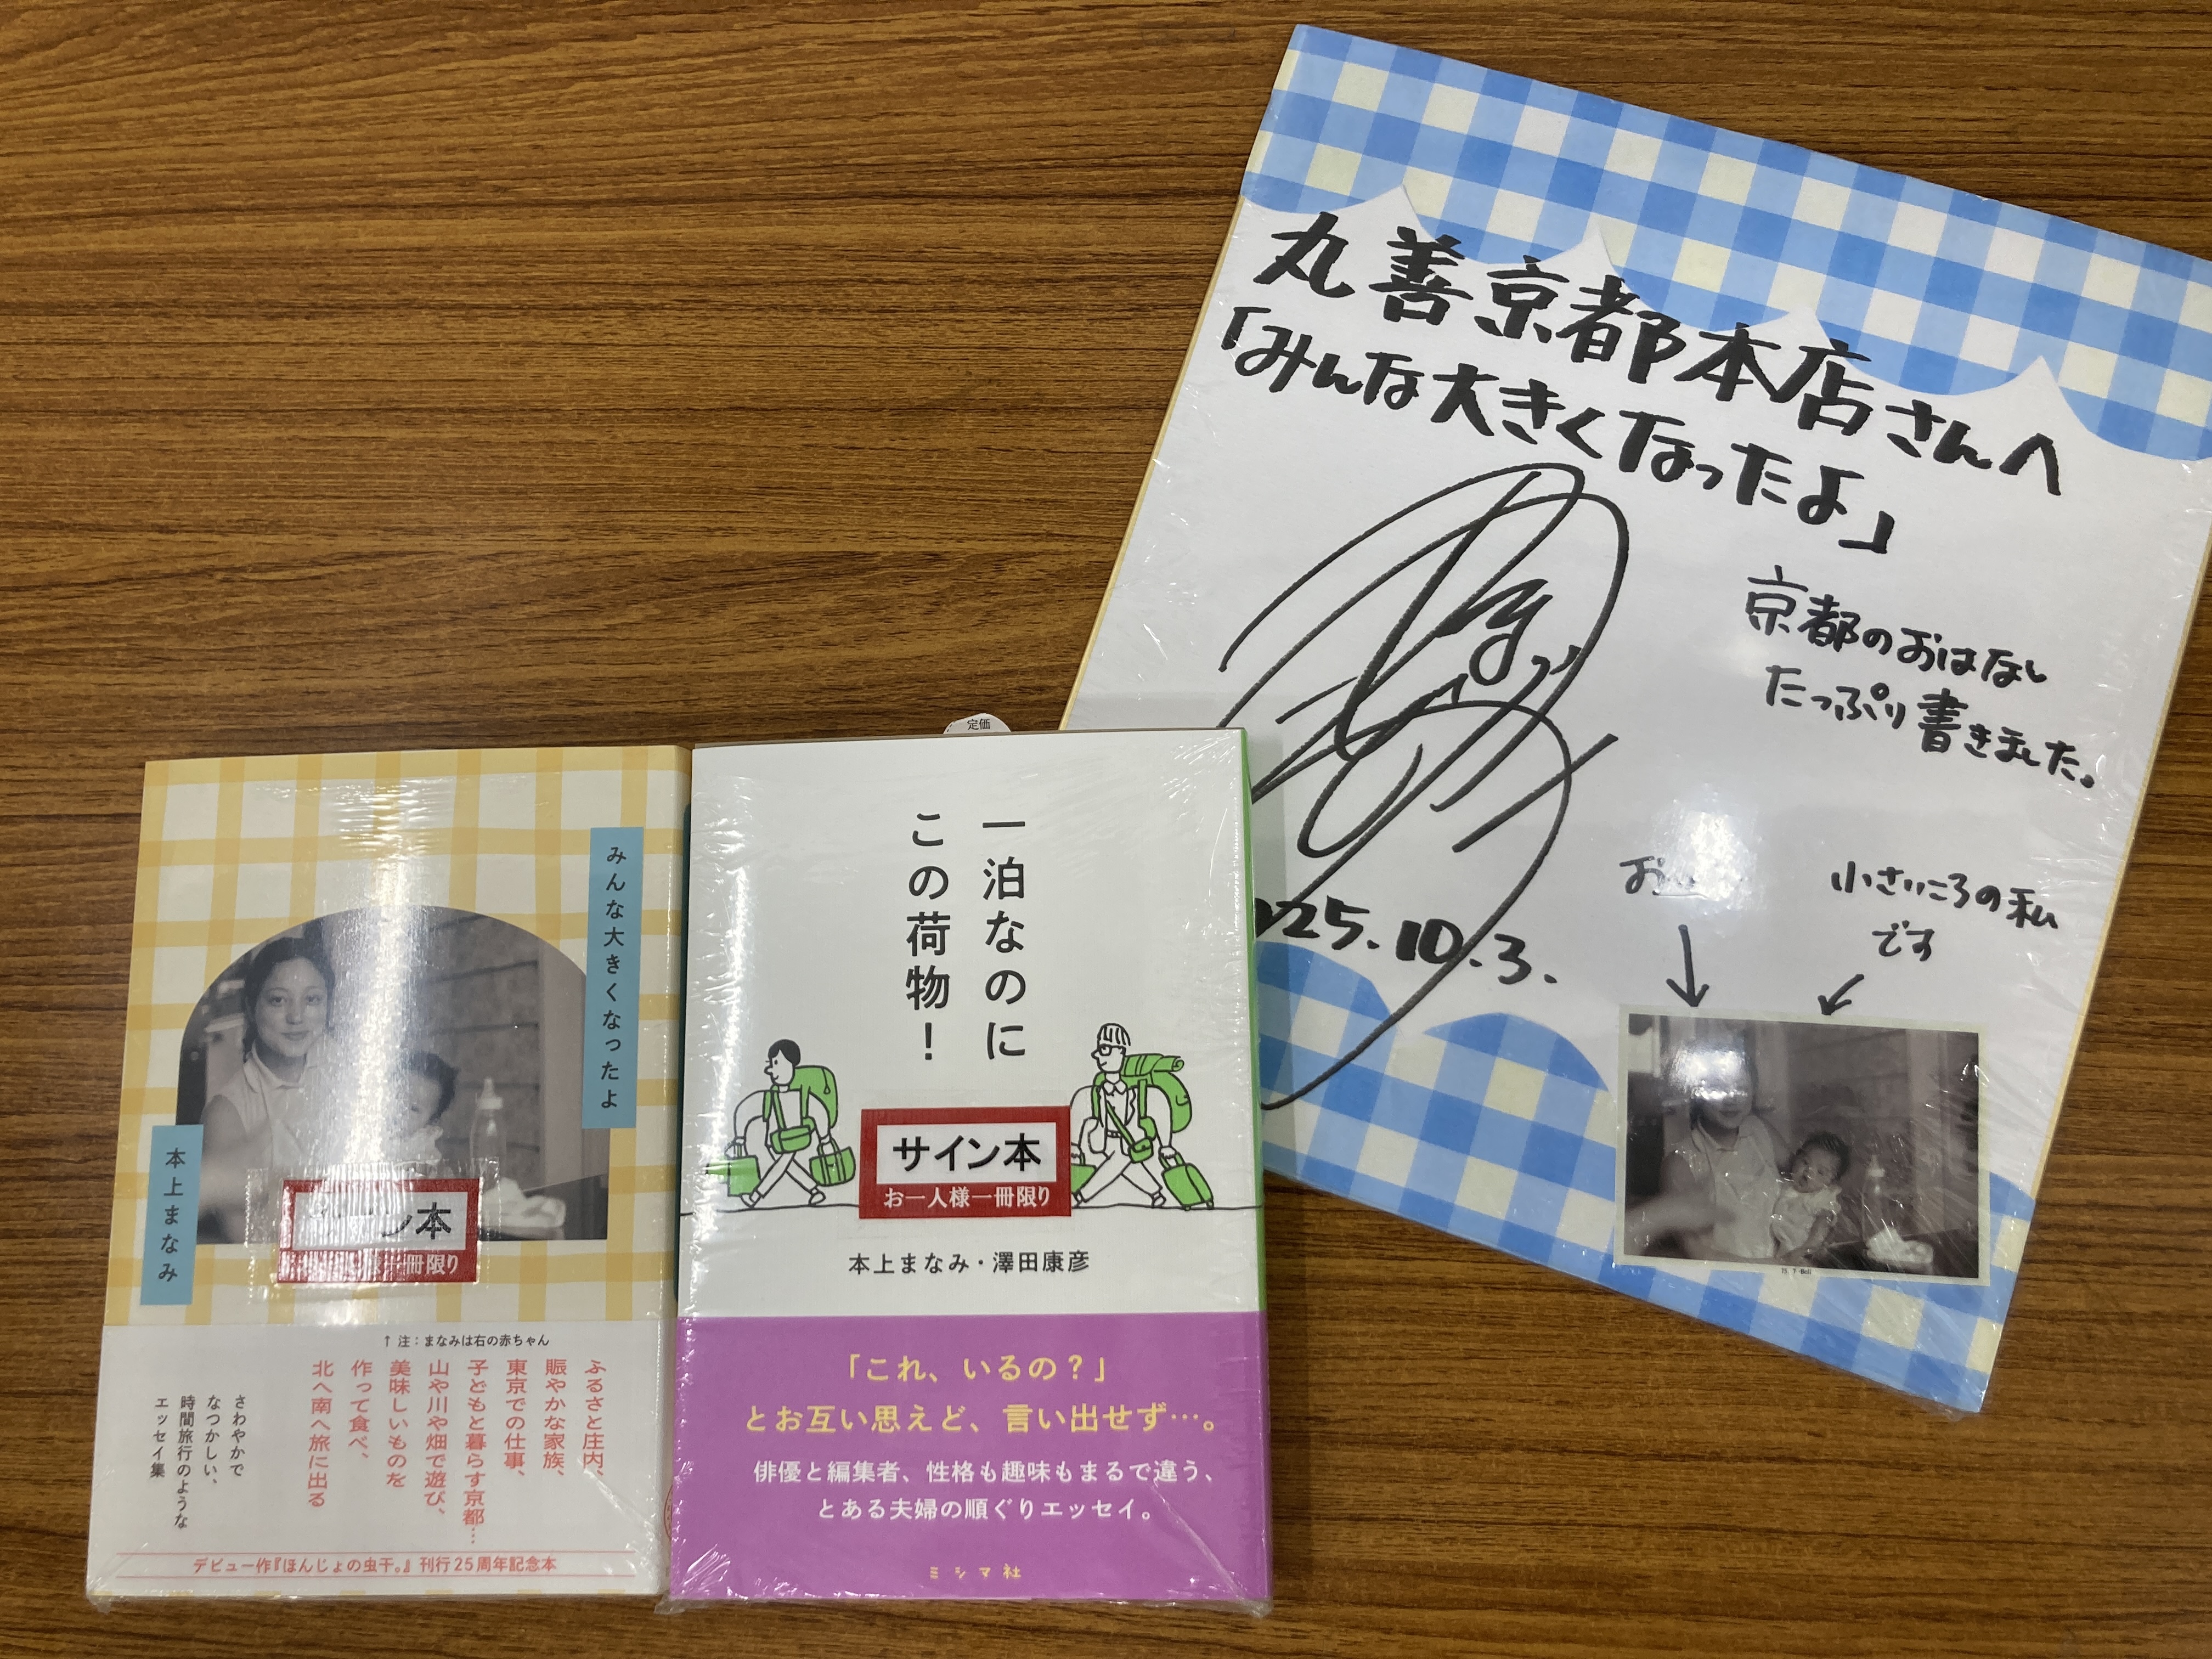 丸善京都本店さんへ
「みんな大きくなったよ」
京都のおはなし
たっぷり書きました。
小さいころの私
です
25.10.3.
みんな大きくなったよ
本上まなみ
本
冊限り
↑注：まなみは右の赤ちゃん
ふるさと庄内、
賑やかな家族、
東京での仕事、
子どもと暮らす京都…
山や川や畑で遊び、
美味しいものを
作って食べ、
北へ南へ旅に出る
さわやかで
なつかしい、
時間旅行のような
エッセイ集
デビュー作『ほんじょの虫干。』刊行25周年記念本
定価
一泊なのに
この荷物！
サイン本
お一人様一冊限り
本上まなみ・澤田康彦
「これ、いるの？」
とお互い思えど、言い出せず…。
俳優と編集者、性格も趣味もまるで違う、
とある夫婦の順ぐりエッセイ。
ミシマ社